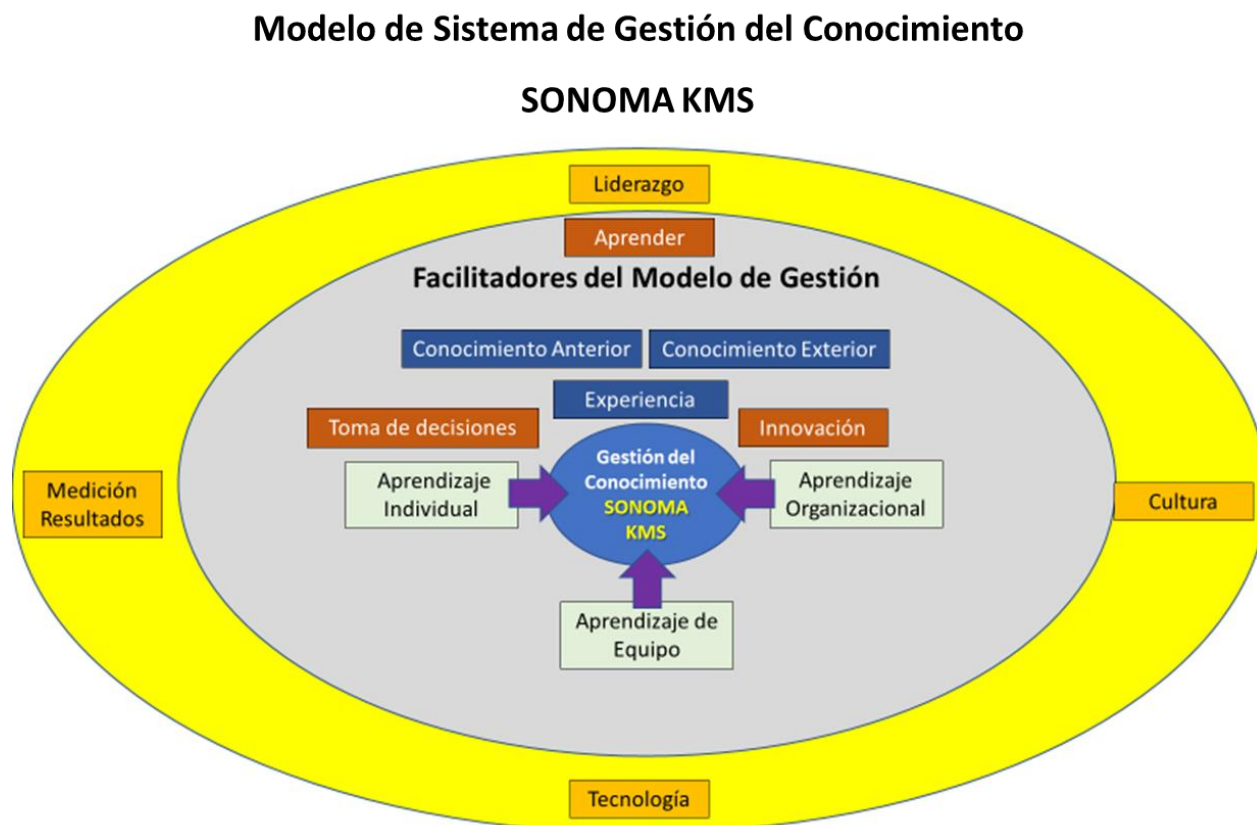 Modelo de Sistema de Gestión del Conocimiento
SONOMA KMS
Liderazgo
Aprender
Facilitadores del Modelo de Gestión
Conocimiento Anterior
Conocimiento Exterior
Experiencia
Toma de decisiones
Innovación
Gestión del
Conocimiento
SONOMA
KMS
Aprendizaje
Individual
Aprendizaje
Organizacional
Medición
Resultados
Cultura
Aprendizaje de
Equipo
Tecnología